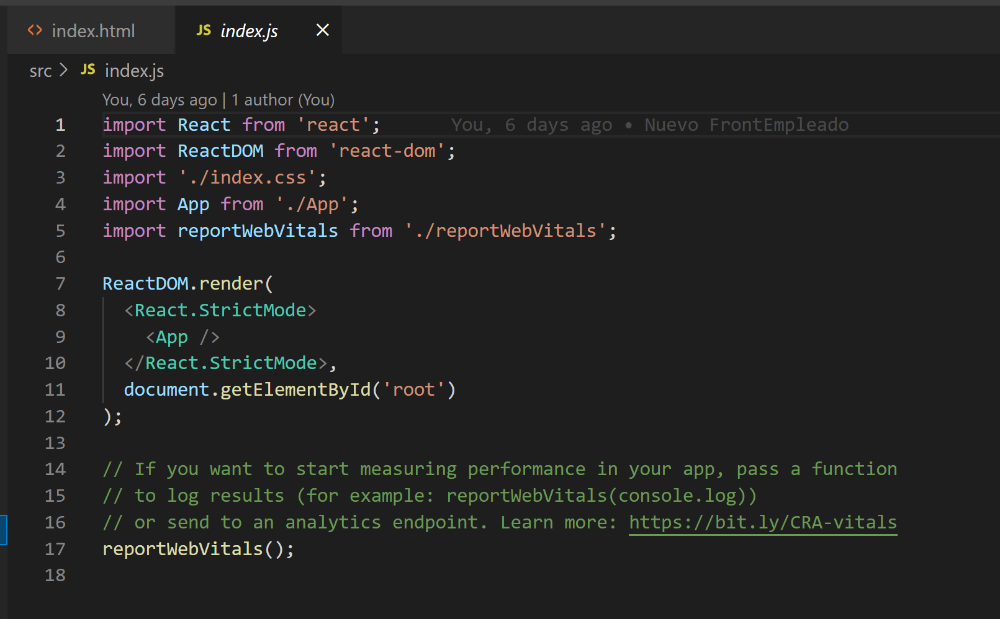 <> index.html JS index.js ×
src > JS index.js
You, 6 days ago | 1 author (You)
1 import React from 'react'; You, 6 days ago • Nuevo FrontEmpleado
2 import ReactDOM from 'react-dom';
3 import './index.css';
4 import App from './App';
5 import reportWebVitals from './reportWebVitals';
6
7 ReactDOM.render(
8   <React.StrictMode>
9     <App />
10   </React.StrictMode>,
11   document.getElementById('root')
12 );
13
14 // If you want to start measuring performance in your app, pass a function
15 // to log results (for example: reportWebVitals(console.log))
16 // or send to an analytics endpoint. Learn more: https://bit.ly/CRA-vitals
17 reportWebVitals();
18